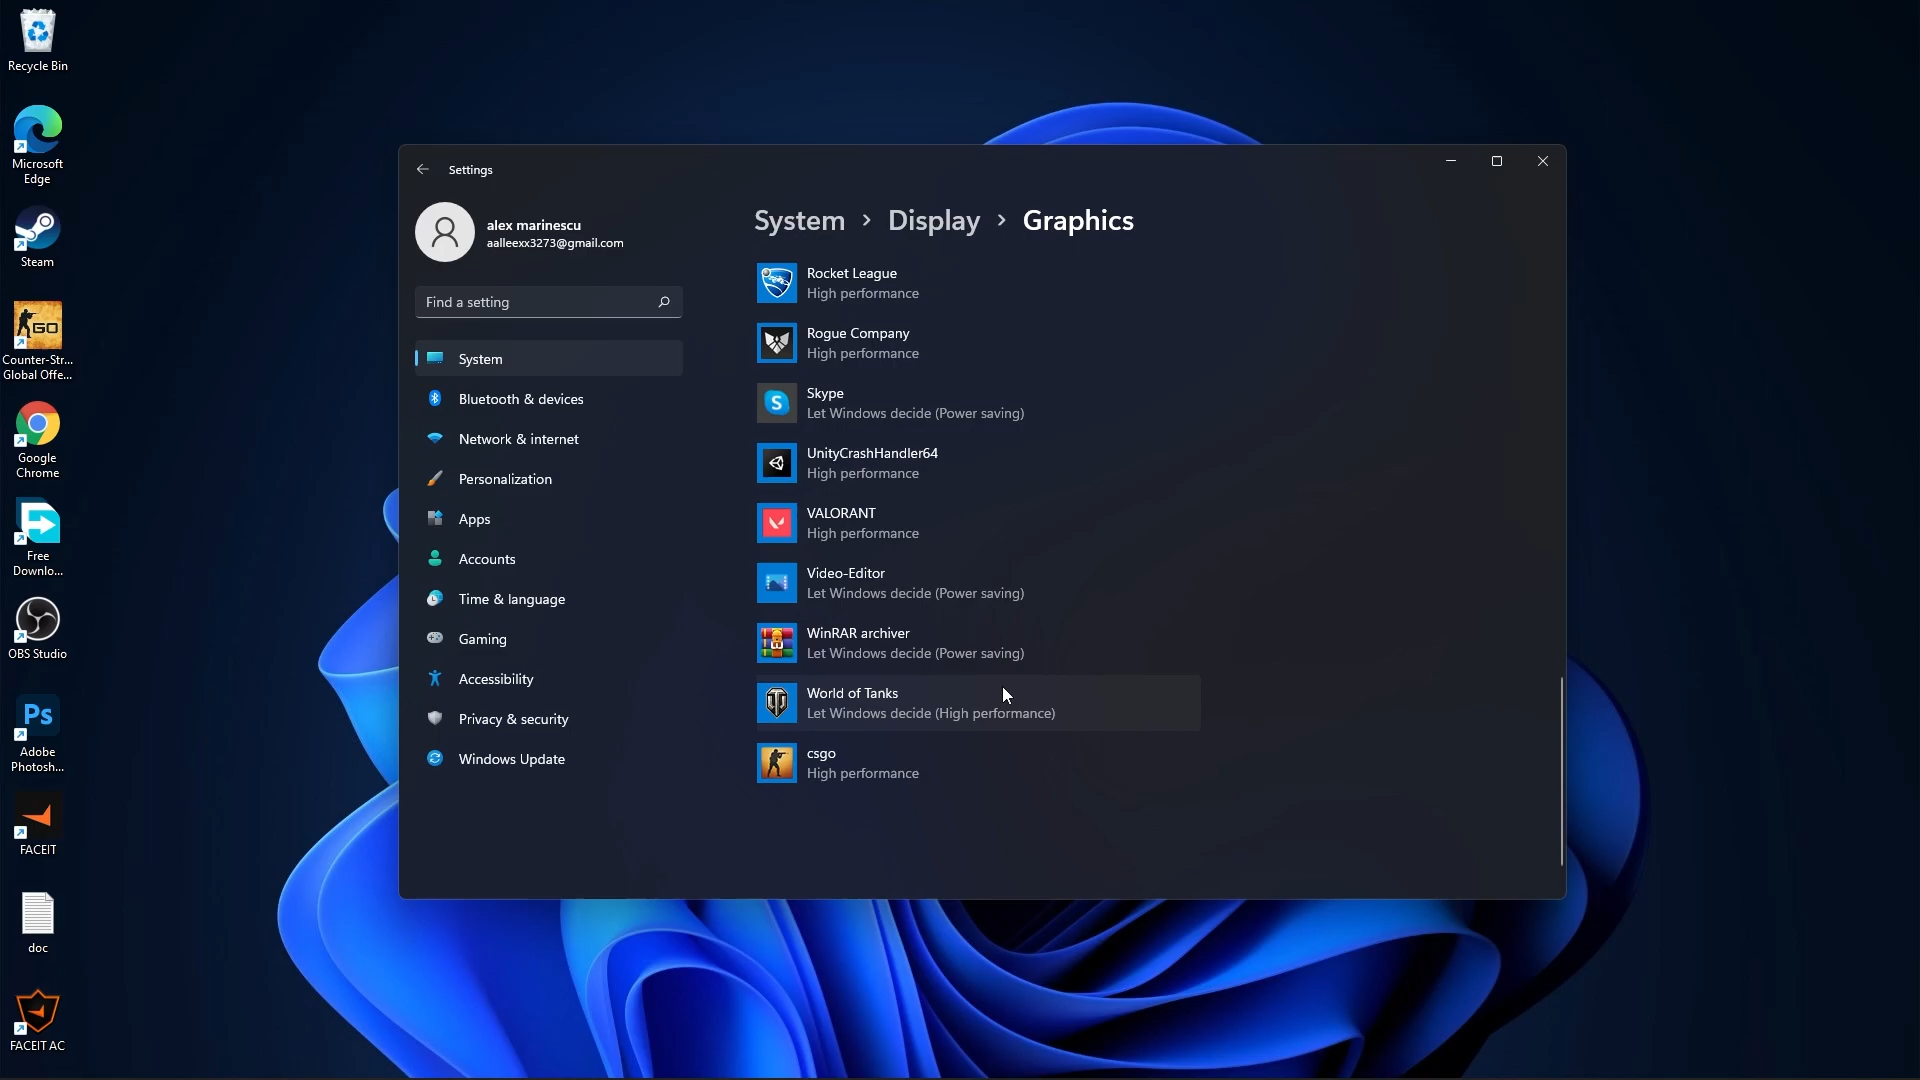 Recycle Bin
Microsoft
Edge
Steam
GO
Counter-Str...
Global Offe...
Google
Chrome
Free
Downlo...
OBS Studio
Ps
Adobe
Photosh...
FACEIT
doc
FACEIT AC
Settings
alex marinescu
aalleexx3273@gmail.com
Find a setting
System
Bluetooth & devices
Network & internet
Personalization
Apps
Accounts
Time & language
Gaming
Accessibility
Privacy & security
Windows Update
System > Display > Graphics
Rocket League
High performance
Rogue Company
High performance
S
Skype
Let Windows decide (Power saving)
UnityCrashHandler64
High performance
VALORANT
High performance
Video-Editor
Let Windows decide (Power saving)
WinRAR archiver
Let Windows decide (Power saving)
World of Tanks
Let Windows decide (High performance)
csgo
High performance